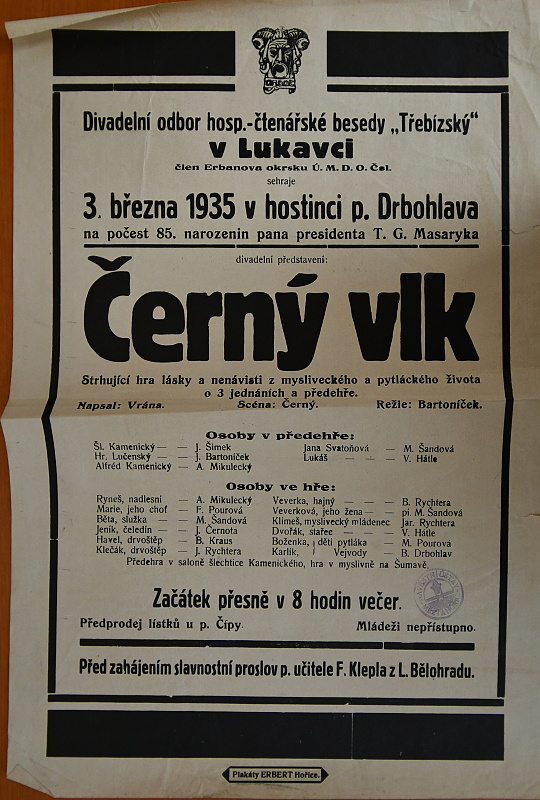 Divadelní odbor hosp.-čtenářské besedy „Třebízský“
v Lukavci
člen Erbanova okrsku Ú. M. D. O. Čsl.
sehraje
3. března 1935 v hostinci p. Drbohlava
na počest 85. narozenin pana presidenta T. G. Masaryka
divadelní představení:
Černý vlk
Strhující hra lásky a nenávisti z mysliveckého a pytláckého života
o 3 jednáních a předehře.
Napsal: Vrána. Scéna: Černý. Režie: Bartoníček.
Osoby v předehře:
Šl. Kamenický — — J. Šimek Jana Svatoňová — M. Šandová
Hr. Lučenský — — J. Bartoníček Lukáš — — V. Hátle
Alfréd Kamenický — A. Mikulecký
Osoby ve hře:
Ryneš, nadlesní — A. Mikulecký Veverka, hajný — — — B. Rychtera
Marie, jeho choť — F. Pourová Veverková, jeho žena — pí. M. Šandová
Běta, služka — — M. Šandová Klimeš, myslivecký mládenec Jar. Rychtera
Jeník, čeledín — — J. Černota Dvořák, stařec — — V. Hátle
Havel, drvoštěp — B. Kraus Boženka, děti pytláka — M. Pourová
Klečák, drvoštěp — J. Rychtera Karlík, Vejvody — B. Drbohlav
Předehra v saloně šlechtice Kamenického, hra v myslivně na Šumavě.
Začátek přesně v 8 hodin večer.
Předprodej lístků u p. Čípy. Mládeži nepřístupno.
Před zahájením slavnostní proslov p. učitele F. Klepla z L. Bělohradu.
Plakáty ERBERT Hořice.